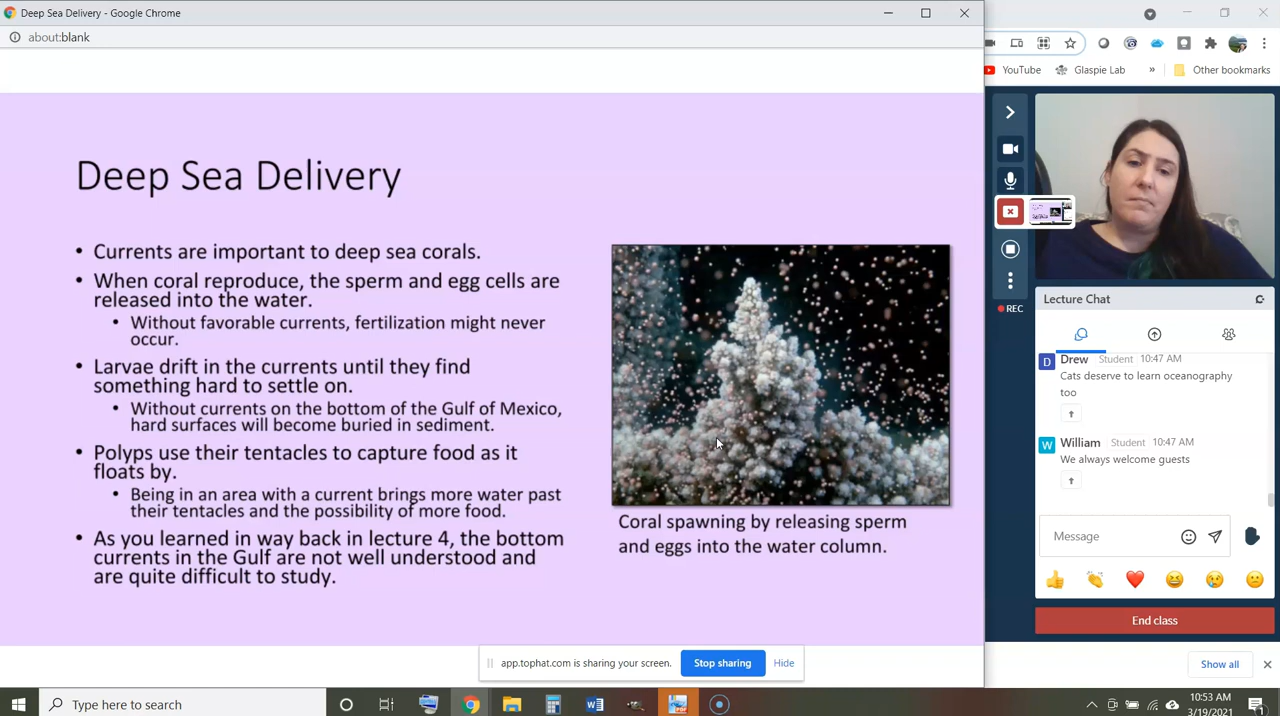 Deep Sea Delivery - Google Chrome
about:blank
YouTube
Glaspie Lab
»
Other bookmarks
Deep Sea Delivery
• Currents are important to deep sea corals.
• When coral reproduce, the sperm and egg cells are
released into the water.
• Without favorable currents, fertilization might never
occur.
• Larvae drift in the currents until they find
something hard to settle on.
• Without currents on the bottom of the Gulf of Mexico,
hard surfaces will become buried in sediment.
• Polyps use their tentacles to capture food as it
floats by.
• Being in an area with a current brings more water past
their tentacles and the possibility of more food.
• As you learned in way back in lecture 4, the bottom
currents in the Gulf are not well understood and
are quite difficult to study.
Coral spawning by releasing sperm
and eggs into the water column.
REC
Lecture Chat
D Drew Student 10:47 AM
Cats deserve to learn oceanography
too
W William Student 10:47 AM
We always welcome guests
Message
End class
app.tophat.com is sharing your screen.
Stop sharing
Hide
Show all
Type here to search
10:53 AM
3/19/2021
1